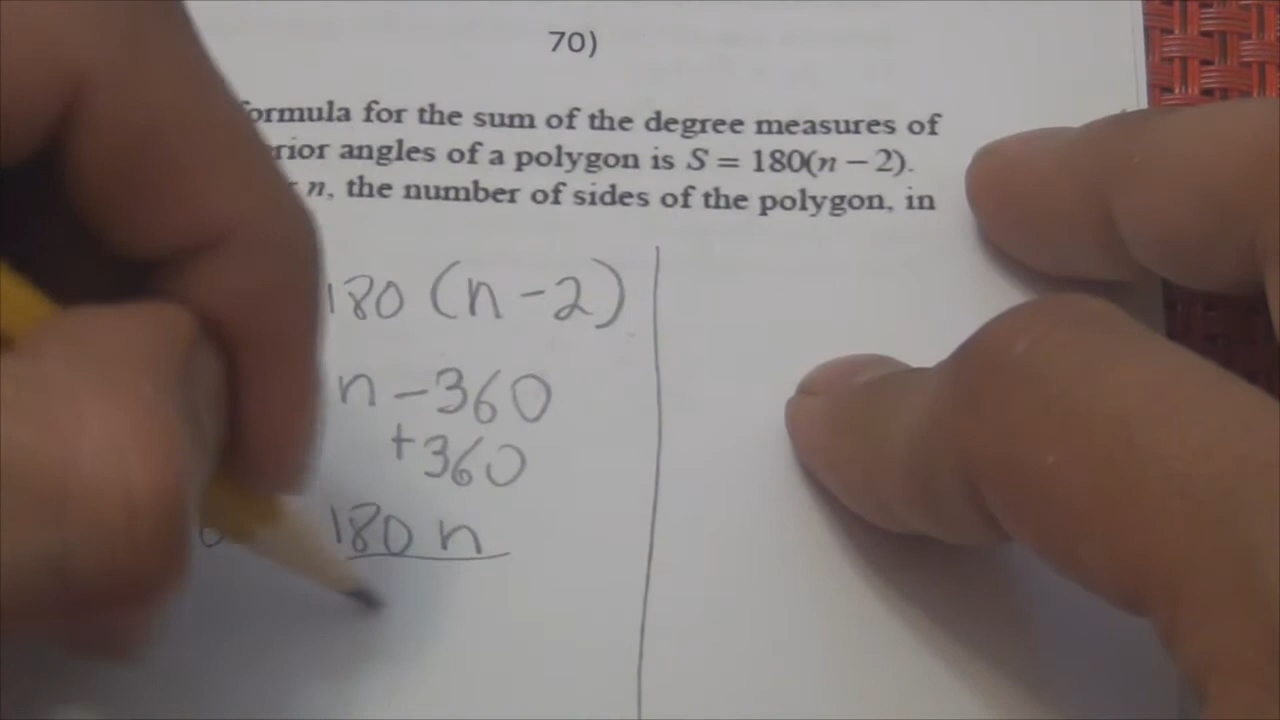 70)
formula for the sum of the degree measures of
angles of a polygon is S = 180(n − 2).
n, the number of sides of the polygon, in
180 (n - 2)
n - 360
+360
180 n